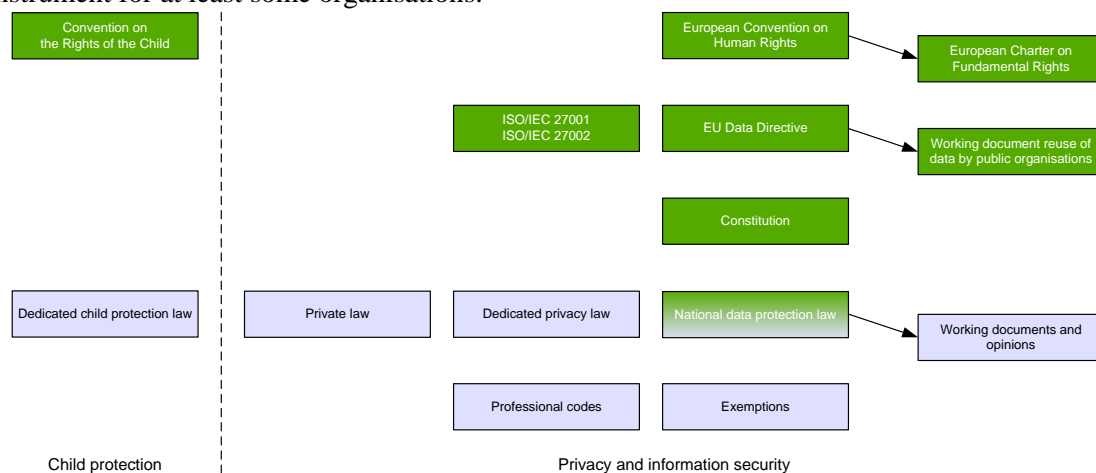 instrument for at least some organisations.
Convention on
the Rights of the Child
European Convention on
Human Rights
European Charter on
Fundamental Rights
ISO/IEC 27001
ISO/IEC 27002
EU Data Directive
Working document reuse of
data by public organisations
Constitution
Dedicated child protection law
Private law
Dedicated privacy law
National data protection law
Working documents and
opinions
Professional codes
Exemptions
Child protection
Privacy and information security